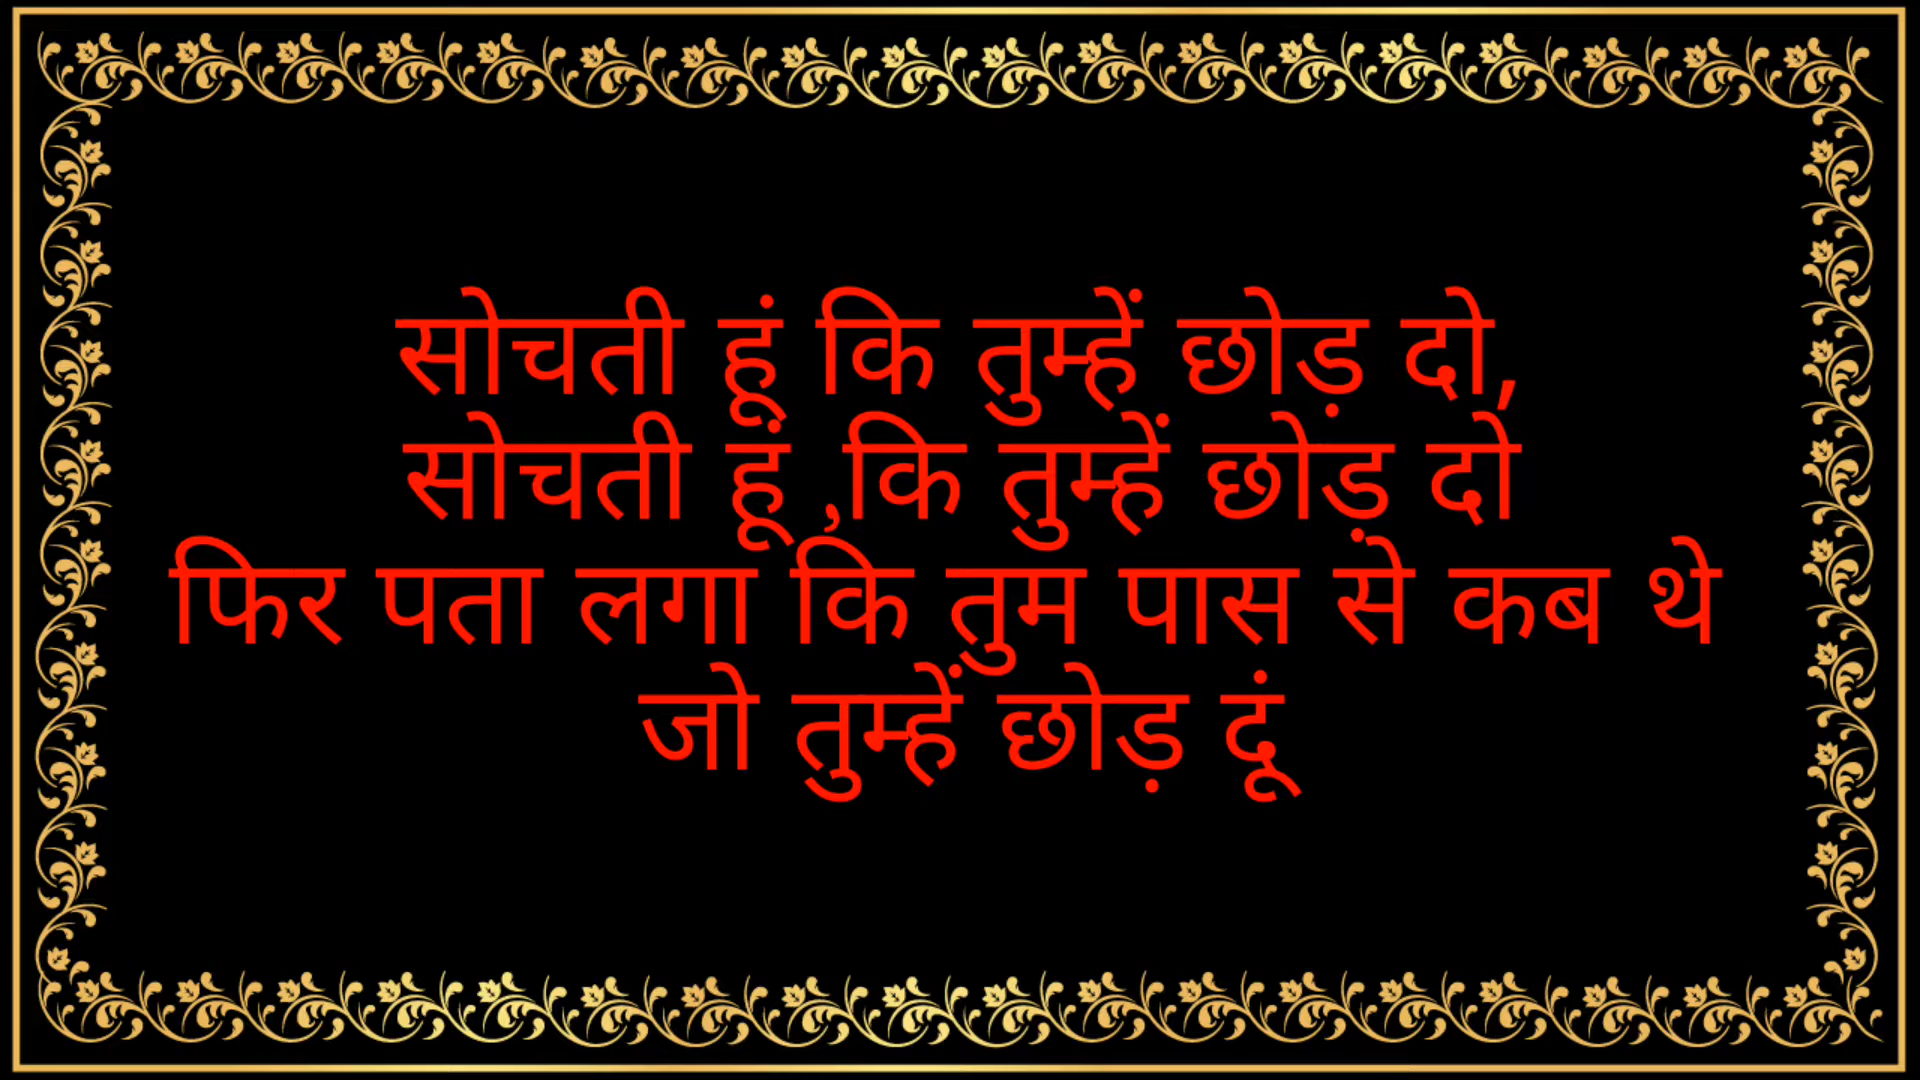 सोचती हूं कि तुम्हें छोड़ दो,
सोचती हूं ,कि तुम्हें छोड़ दो
फिर पता लगा कि तुम पास से कब थे
जो तुम्हें छोड़ दूं